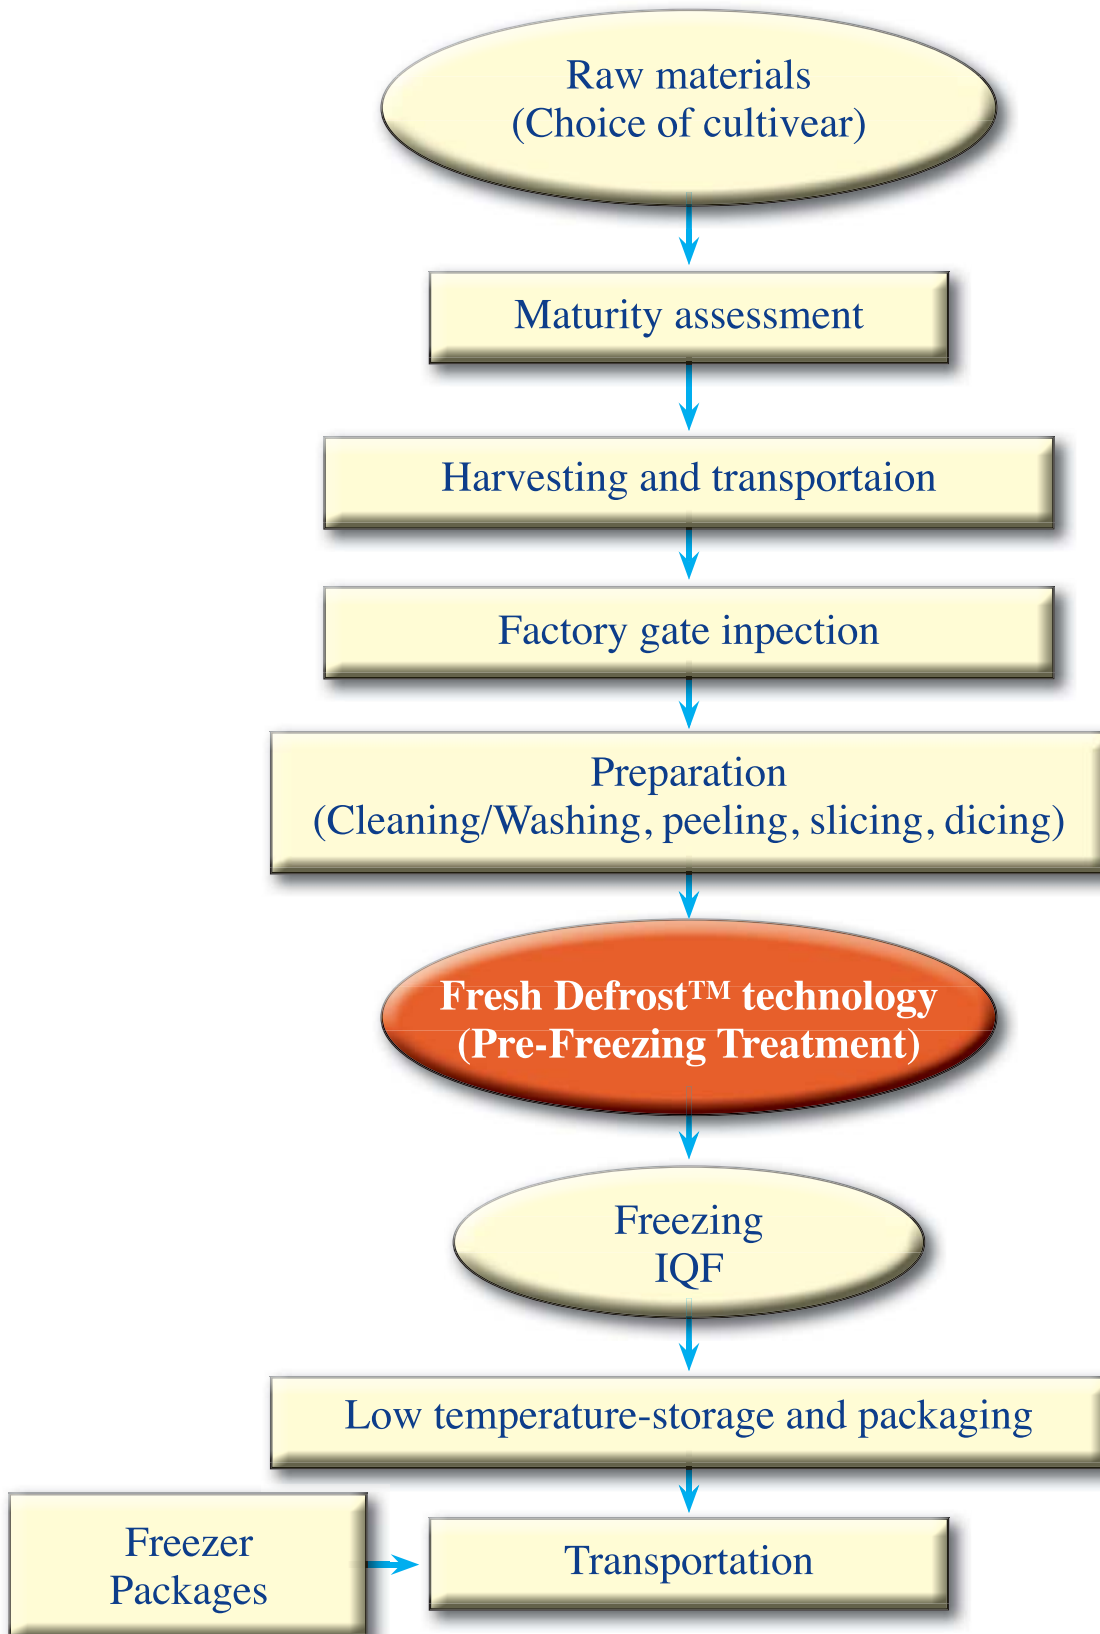 Raw materials
(Choice of cultivear)
Maturity assessment
Harvesting and transportaion
Factory gate inpection
Preparation
(Cleaning/Washing, peeling, slicing, dicing)
Fresh Defrost™ technology
(Pre-Freezing Treatment)
Freezing
IQF
Low temperature-storage and packaging
Freezer
Packages
Transportation